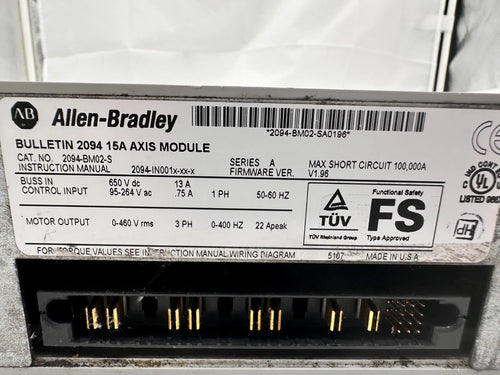 AB Allen-Bradley
*2094-BM02-SA0196*
BULLETIN 2094 15A AXIS MODULE
CAT. NO. 2094-BM02-S SERIES A MAX SHORT CIRCUIT 100,000A
INSTRUCTION MANUAL 2094-IN001x-xx-x FIRMWARE VER. V1.96
BUSS IN 650 V dc 13 A
CONTROL INPUT 95-264 V ac .75 A 1 PH 50-60 HZ
MOTOR OUTPUT 0-460 V rms 3 PH 0-400 HZ 22 Apeak
TÜV
TÜV Rheinland Group
Functional Safety
FS
Type Approved
UL
HP
FOR TORQUE VALUES SEE INSTRUCTION MANUAL WIRING DIAGRAM 5107 MADE IN U.S.A